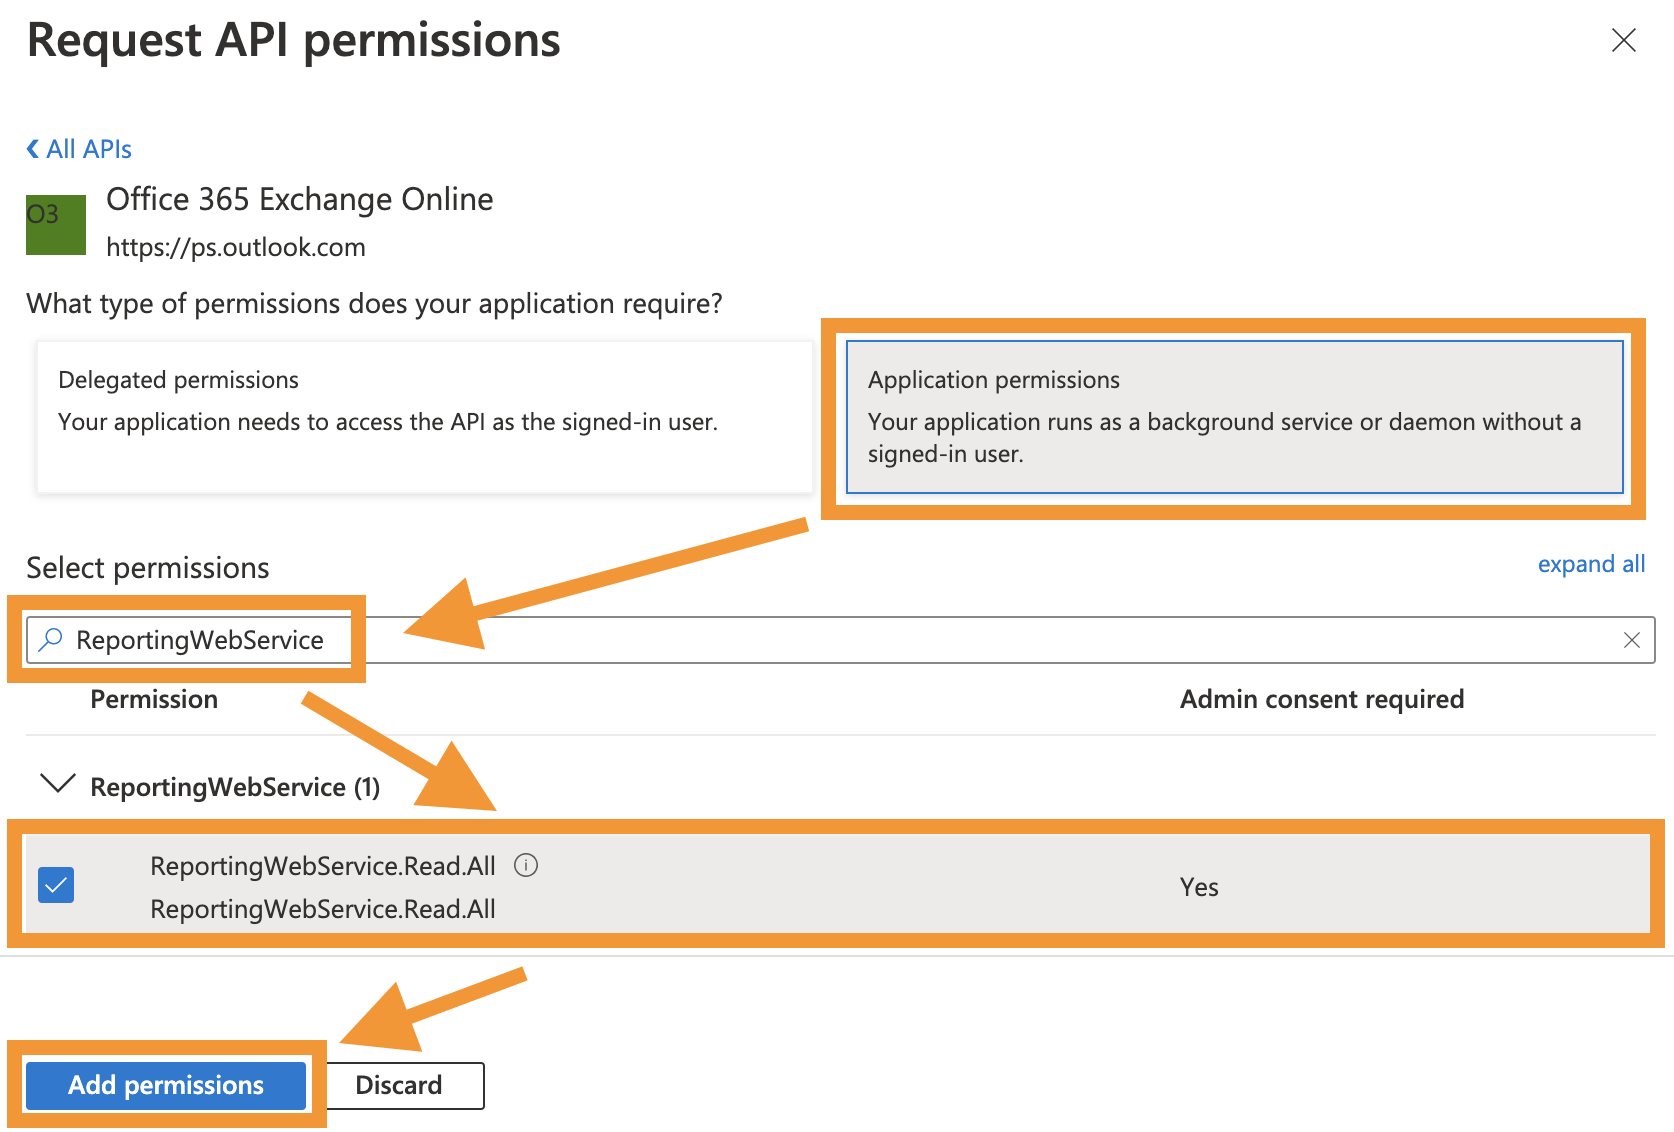 Request API permissions
All APIs
O3
Office 365 Exchange Online
https://ps.outlook.com
What type of permissions does your application require?
Delegated permissions
Your application needs to access the API as the signed-in user.
Application permissions
Your application runs as a background service or daemon without a
signed-in user.
Select permissions
expand all
ReportingWebService
Permission
Admin consent required
ReportingWebService (1)
ReportingWebService.Read.All
ReportingWebService.Read.All
Yes
Add permissions
Discard